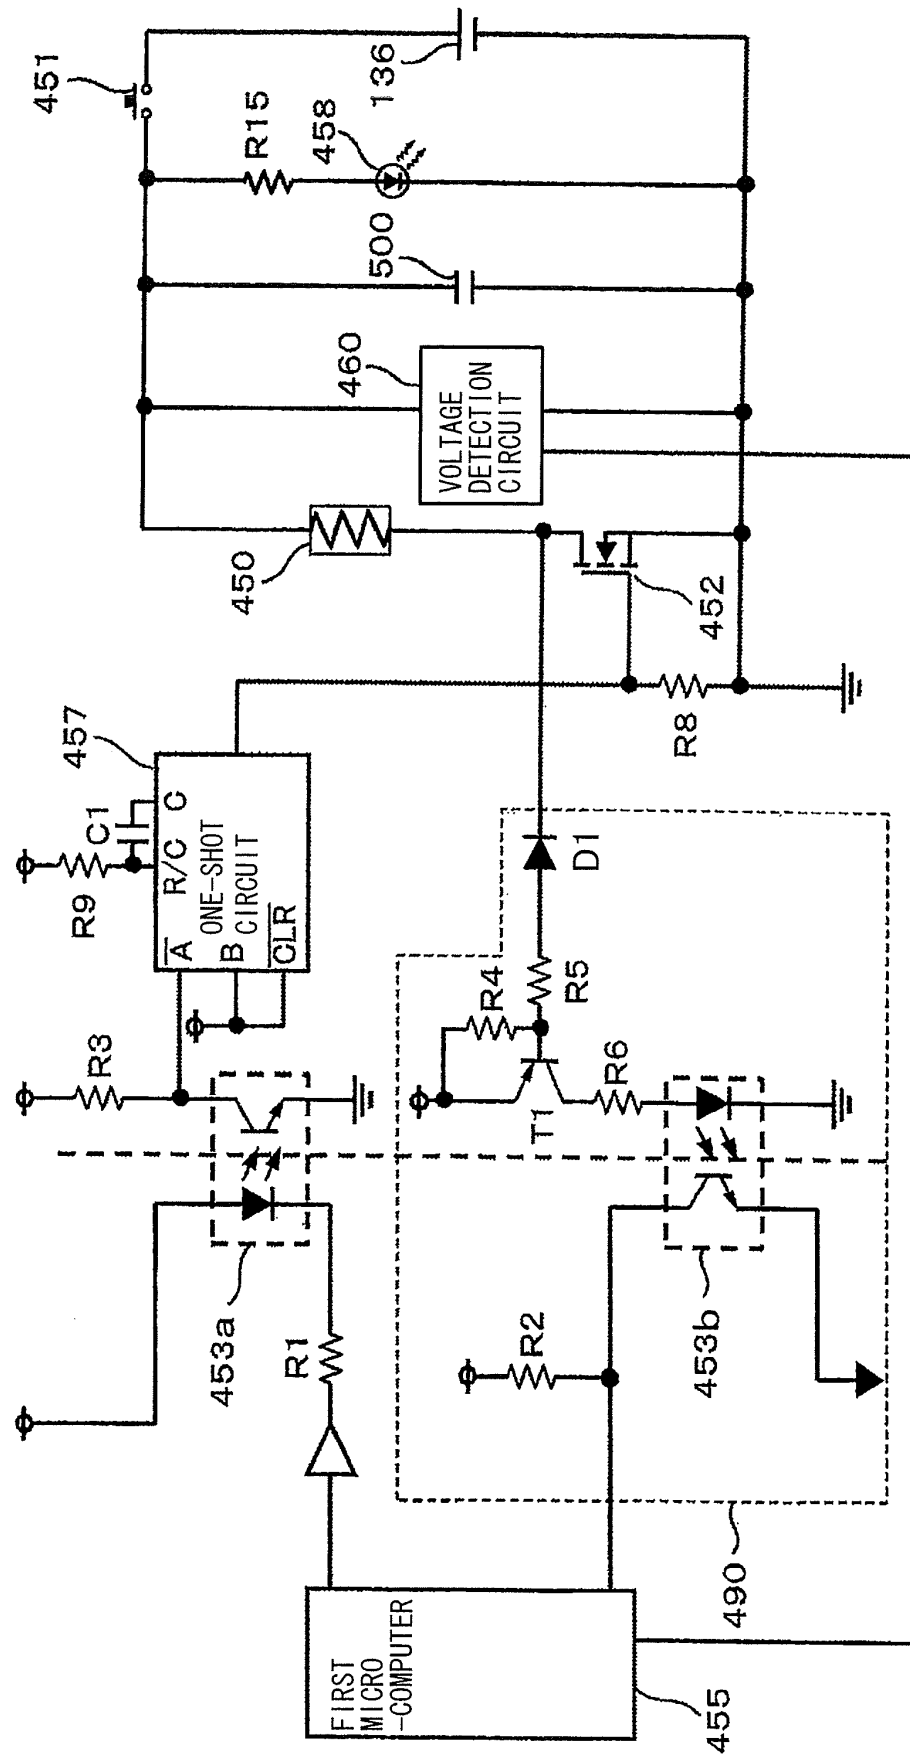 451
136
R15
458
500
460
VOLTAGE
DETECTION
CIRCUIT
450
452
R8
457
C1
R9
R/C
C
A
B
CLR
ONE-SHOT
CIRCUIT
R3
D1
R4
R5
T1
R6
453a
R1
R2
453b
490
FIRST
MICRO
-COMPUTER
455